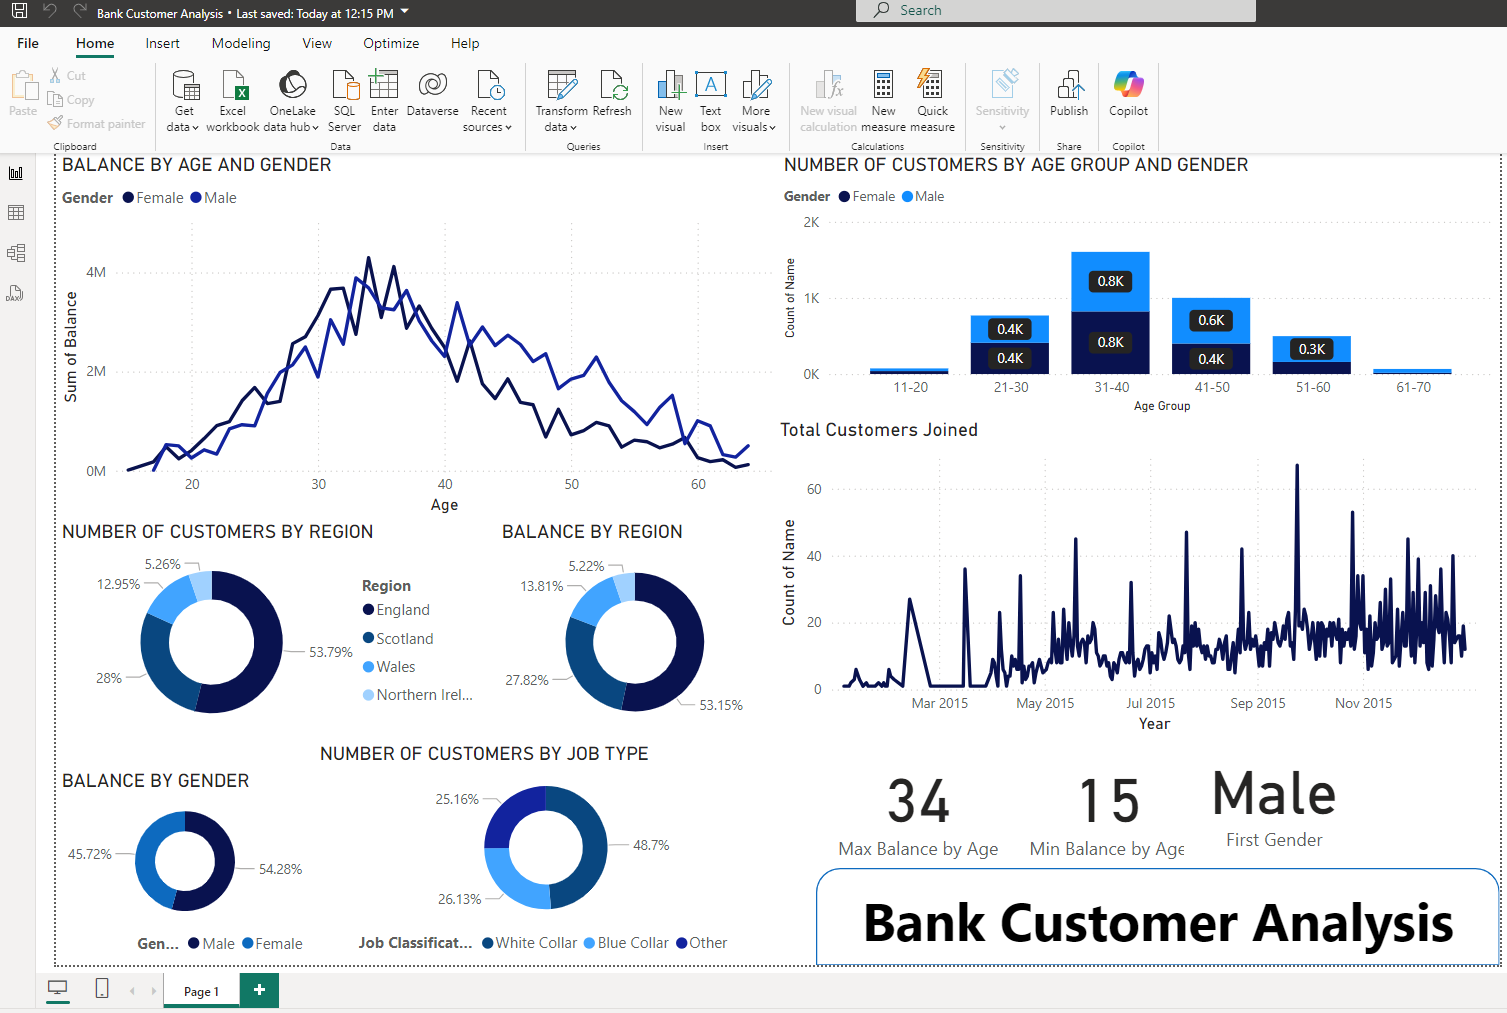 Bank Customer Analysis • Last saved: Today at 12:15 PM
Search
File Home Insert Modeling View Optimize Help
Paste
Cut
Copy
Format painter
Clipboard
Get data
Excel workbook
OneLake data hub
SQL Server
Enter data
Dataverse
Recent sources
Data
Transform data
Refresh
Queries
New visual
Text box
More visuals
Insert
New visual calculation
New measure
Quick measure
Calculations
Sensitivity
Sensitivity
Publish
Share
Copilot
Copilot
BALANCE BY AGE AND GENDER
Gender Female Male
Sum of Balance
4M
2M
0M
20 30 40 50 60
Age
NUMBER OF CUSTOMERS BY AGE GROUP AND GENDER
Gender Female Male
Count of Name
2K
1K
0K
0.4K
0.4K
0.8K
0.8K
0.6K
0.4K
0.3K
11-20 21-30 31-40 41-50 51-60 61-70
Age Group
Total Customers Joined
Count of Name
60
40
20
0
Mar 2015 May 2015 Jul 2015 Sep 2015 Nov 2015
Year
NUMBER OF CUSTOMERS BY REGION
5.26%
12.95%
28%
53.79%
Region
England
Scotland
Wales
Northern Irel...
BALANCE BY REGION
5.22%
13.81%
27.82%
53.15%
BALANCE BY GENDER
45.72%
54.28%
Gen... Male Female
NUMBER OF CUSTOMERS BY JOB TYPE
25.16%
48.7%
26.13%
Job Classificat... White Collar Blue Collar Other
34
Max Balance by Age
15
Min Balance by Age
Male
First Gender
Bank Customer Analysis
Page 1